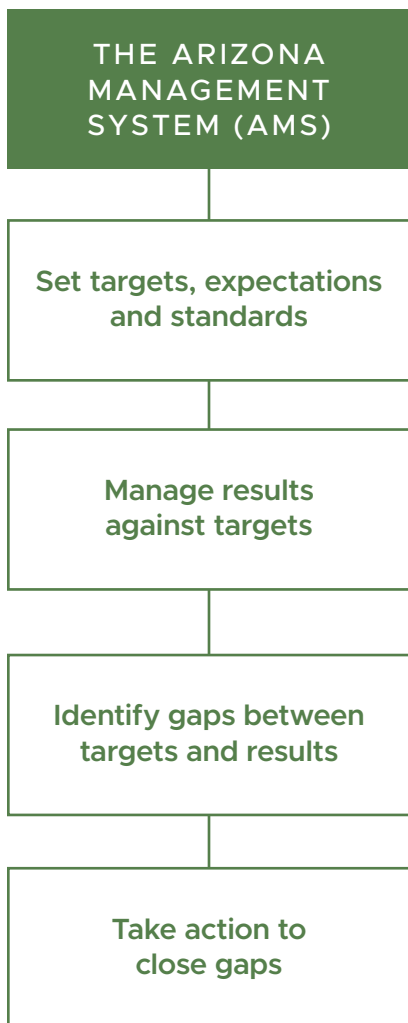 THE ARIZONA
MANAGEMENT
SYSTEM (AMS)
Set targets, expectations
and standards
Manage results
against targets
Identify gaps between
targets and results
Take action to
close gaps